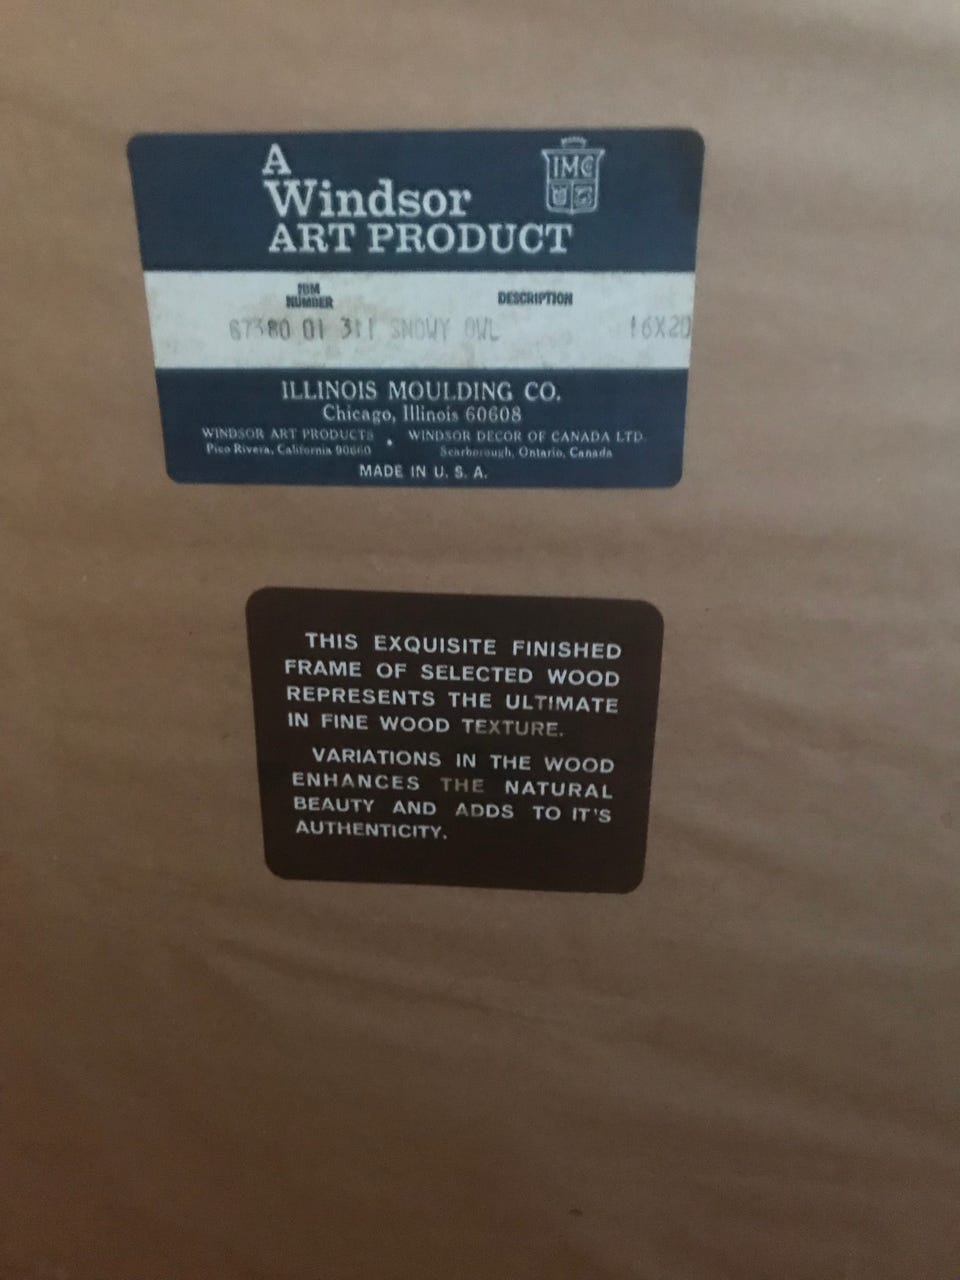 A
Windsor
ART PRODUCT
IMC
NUMBER
DESCRIPTION
01 311 SNOWY OWL 16X20
ILLINOIS MOULDING CO.
Chicago, Illinois 60608
WINDSOR ART PRODUCTS • WINDSOR DECOR OF CANADA LTD.
Pico Rivera, California 90660 Scarborough, Ontario, Canada
MADE IN U. S. A.
THIS EXQUISITE FINISHED
FRAME OF SELECTED WOOD
REPRESENTS THE ULTIMATE
IN FINE WOOD TEXTURE.
VARIATIONS IN THE WOOD
ENHANCES THE NATURAL
BEAUTY AND ADDS TO IT'S
AUTHENTICITY.